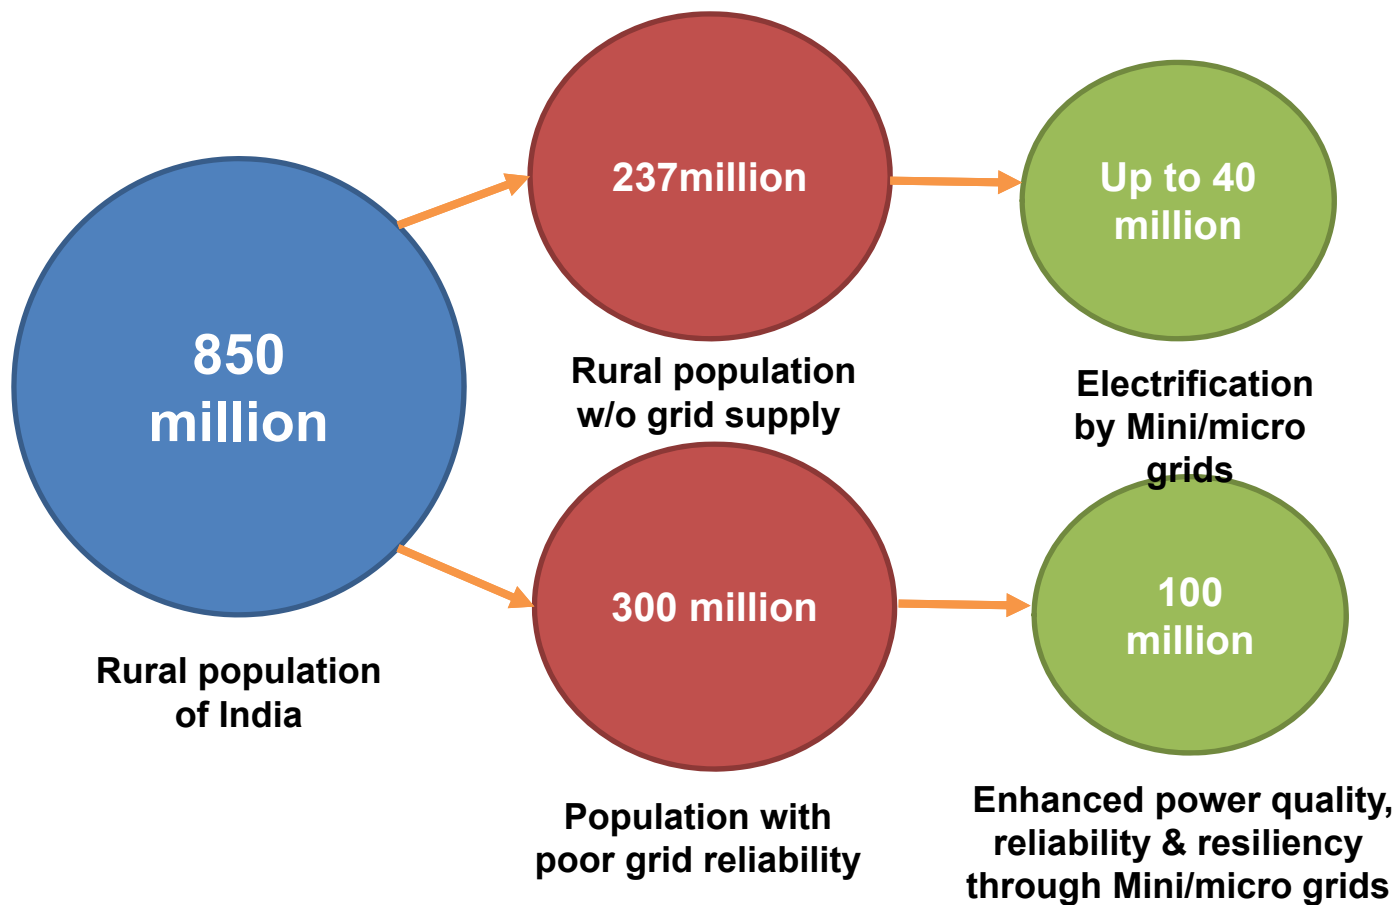 850
million
Rural population
of India
237million
Rural population
w/o grid supply
Up to 40
million
Electrification
by Mini/micro
grids
300 million
Population with
poor grid reliability
100
million
Enhanced power quality,
reliability & resiliency
through Mini/micro grids